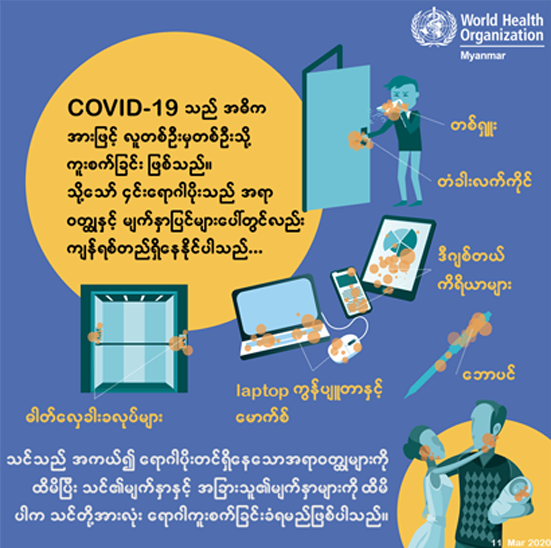 World Health
Organization
Myanmar
COVID-19 သည် အဓိက
အားဖြင့် လူတစ်ဦးမှတစ်ဦးသို့
ကူးစက်ခြင်း ဖြစ်သည်။
သို့သော် ၄င်းရောဂါပိုးသည် အရာ
ဝတ္ထုနှင့် မျက်နှာပြင်များပေါ်တွင်လည်း
ကျန်ရစ်တည်ရှိနေနိုင်ပါသည်...
တစ်ရှူး
တံခါးလက်ကိုင်
ဒီဂျစ်တယ်
ကိရိယာများ
ဘောပင်
laptop ကွန်ပျူတာနှင့်
မောက်စ်
ဓါတ်လှေခါးခလုပ်များ
သင်သည် အကယ်၍ ရောဂါပိုးတင်ရှိနေသောအရာဝတ္ထုများကို
ထိမိပြီး သင်၏မျက်နှာနှင့် အခြားသူ၏မျက်နှာများကို ထိမိ
ပါက သင်တို့အားလုံး ရောဂါကူးစက်ခြင်းခံရမည်ဖြစ်ပါသည်။
11 Mar 2020